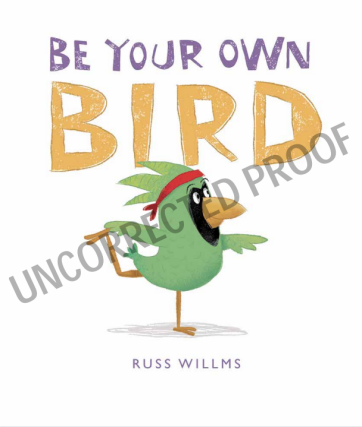 BE YOUR OWN
BIRD
UNCORRECTED PROOF
RUSS WILLMS